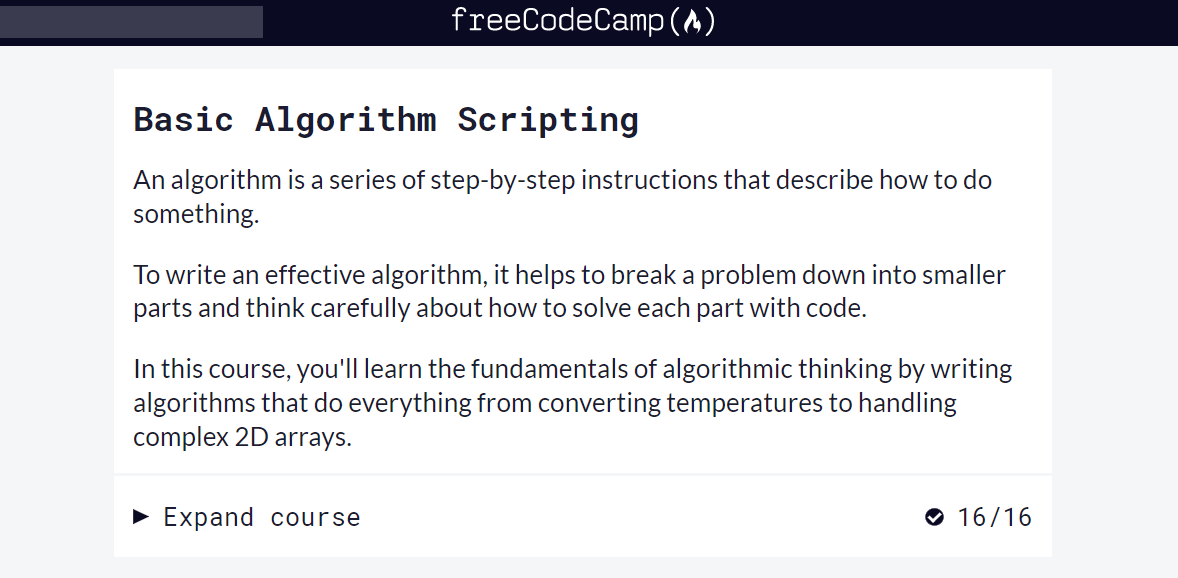 freeCodeCamp(🔥)
Basic Algorithm Scripting
An algorithm is a series of step-by-step instructions that describe how to do
something.
To write an effective algorithm, it helps to break a problem down into smaller
parts and think carefully about how to solve each part with code.
In this course, you'll learn the fundamentals of algorithmic thinking by writing
algorithms that do everything from converting temperatures to handling
complex 2D arrays.
Expand course 16/16